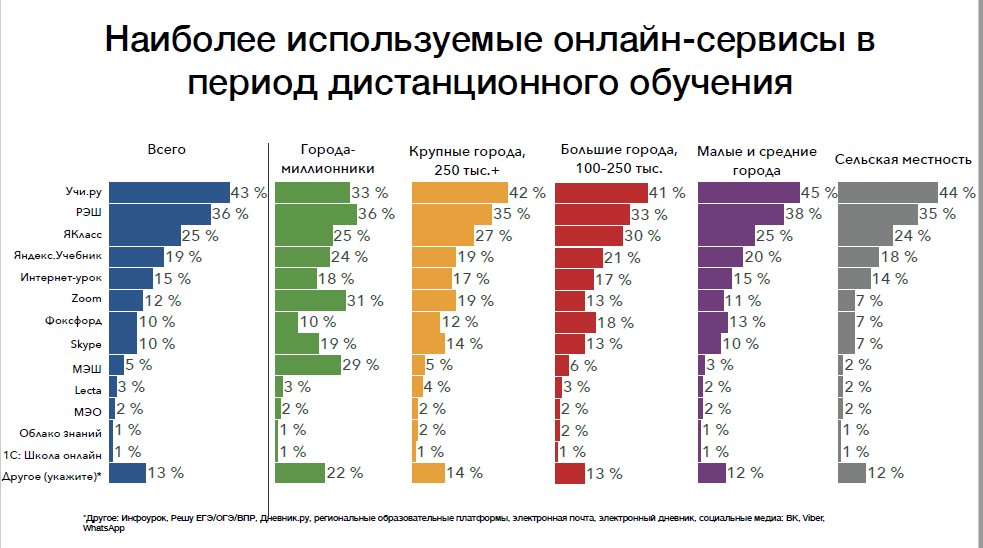 Наиболее используемые онлайн-сервисы в
период дистанционного обучения
Всего
Города-
миллионники
Крупные города,
250 тыс.+
Большие города,
100–250 тыс.
Малые и средние
города
Сельская местность
Учи.ру 43 % 33 % 42 % 41 % 45 % 44 %
РЭШ 36 % 36 % 35 % 33 % 38 % 35 %
ЯКласс 25 % 25 % 27 % 30 % 25 % 24 %
Яндекс.Учебник 19 % 24 % 19 % 21 % 20 % 18 %
Интернет-урок 15 % 18 % 17 % 17 % 15 % 14 %
Zoom 12 % 31 % 19 % 13 % 11 % 7 %
Фоксфорд 10 % 10 % 12 % 18 % 13 % 7 %
Skype 10 % 19 % 14 % 13 % 10 % 7 %
МЭШ 5 % 29 % 5 % 6 % 3 % 2 %
Lecta 3 % 3 % 4 % 3 % 2 % 2 %
МЭО 2 % 2 % 2 % 2 % 2 % 2 %
Облако знаний 1 % 1 % 2 % 2 % 1 % 1 %
1С: Школа онлайн 1 % 1 % 1 % 1 % 1 % 1 %
Другое (укажите)* 13 % 22 % 14 % 13 % 12 % 12 %
*Другое: Инфоурок, Решу ЕГЭ/ОГЭ/ВПР, Дневник.ру, региональные образовательные платформы, электронная почта, электронный дневник, социальные медиа: ВК, Viber,
WhatsApp